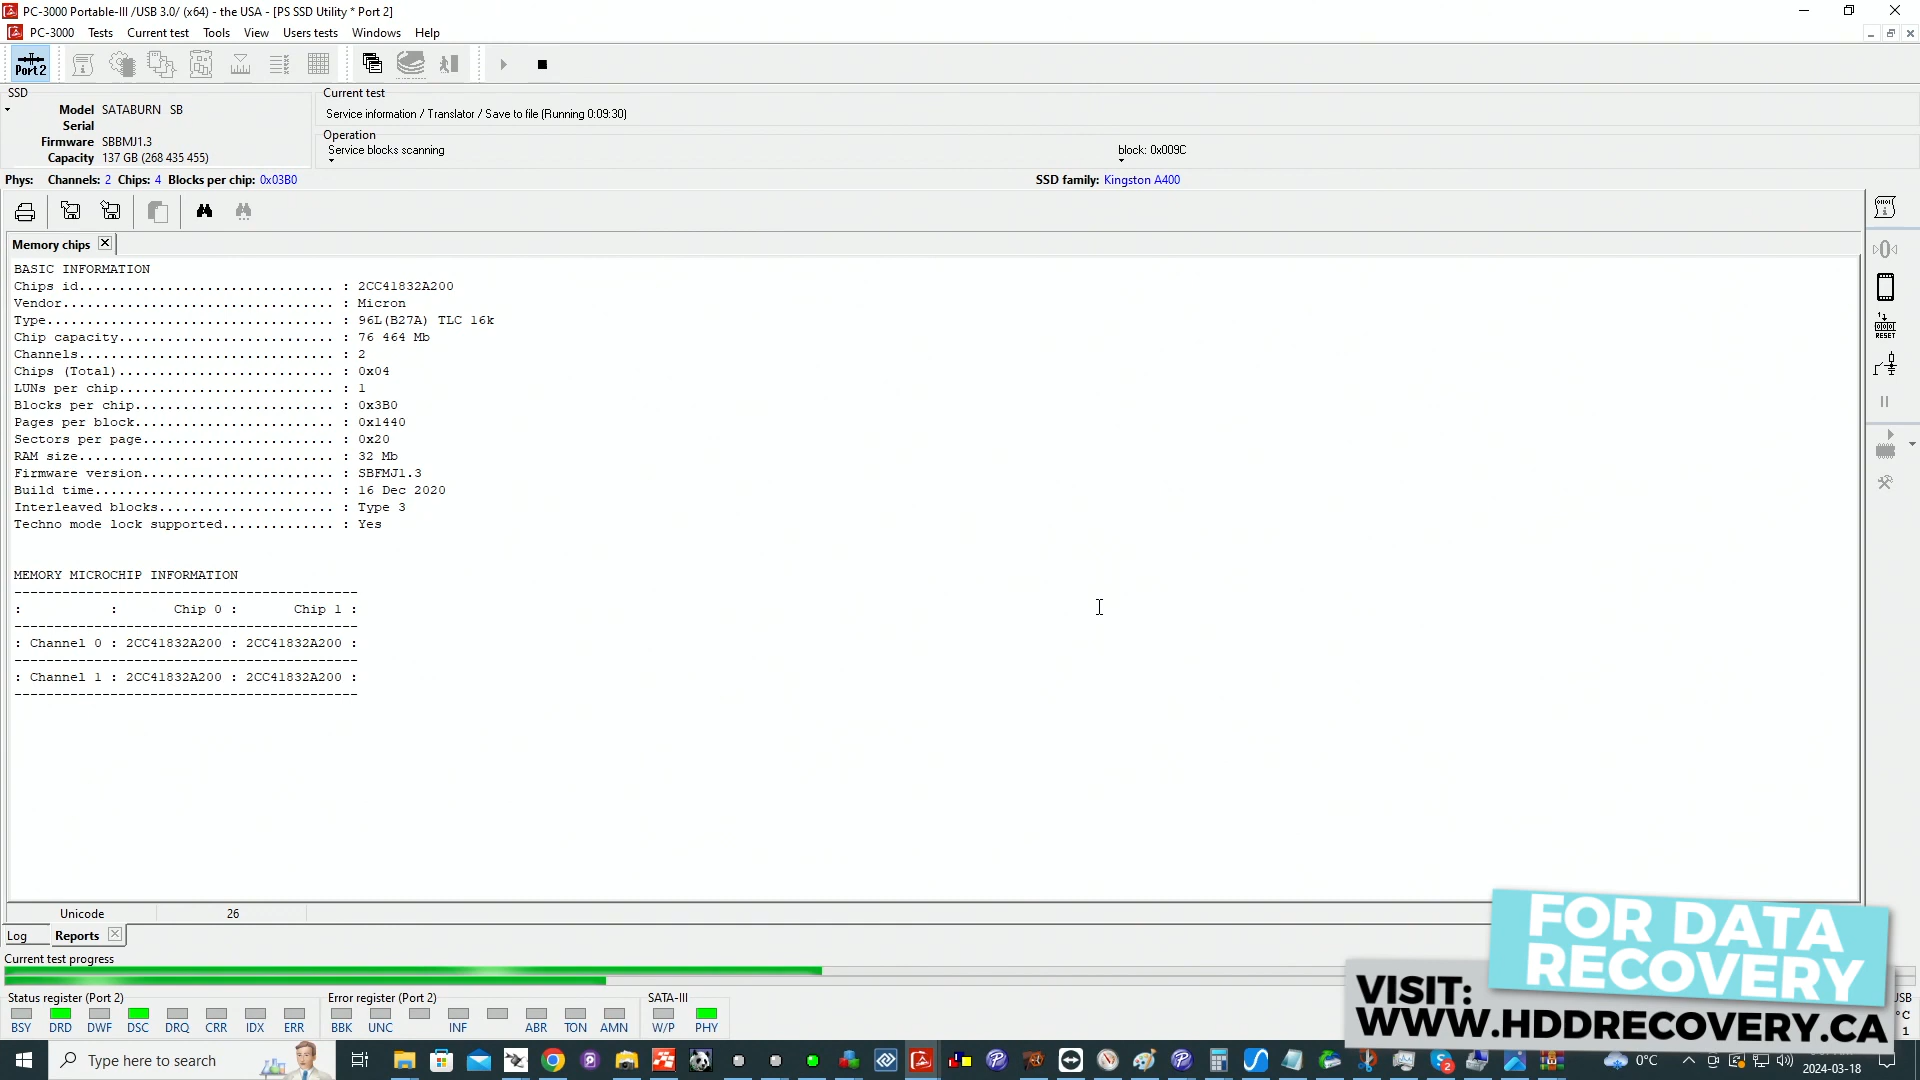 PC-3000 Portable-III /USB 3.0/ (x64) - the USA - [PS SSD Utility * Port 2]
PC-3000 Tests Current test Tools View Users tests Windows Help
Port2
SSD
Model SATABURN SB
Serial
Firmware SBBMJ1.3
Capacity 137 GB (268 435 455)
Current test
Service information / Translator / Save to file (Running 0:09:30)
Operation
Service blocks scanning block: 0x009C
Phys: Channels: 2 Chips: 4 Blocks per chip: 0x03B0 SSD family: Kingston A400
Memory chips
BASIC INFORMATION
Chips id................................ : 2CC41832A200
Vendor.................................. : Micron
Type.................................... : 96L(B27A) TLC 16k
Chip capacity........................... : 76 464 Mb
Channels................................ : 2
Chips (Total)........................... : 0x04
LUNs per chip........................... : 1
Blocks per chip......................... : 0x3B0
Pages per block......................... : 0x1440
Sectors per page........................ : 0x20
RAM size................................ : 32 Mb
Firmware version........................ : SBFMJ1.3
Build time.............................. : 16 Dec 2020
Interleaved blocks...................... : Type 3
Techno mode lock supported.............. : Yes
MEMORY MICROCHIP INFORMATION
-------------------------------------------
: : Chip 0 : Chip 1 :
-------------------------------------------
: Channel 0 : 2CC41832A200 : 2CC41832A200 :
-------------------------------------------
: Channel 1 : 2CC41832A200 : 2CC41832A200 :
-------------------------------------------
RESET
Unicode 26
Log Reports
Current test progress
Status register (Port 2) Error register (Port 2) SATA-III
BSY DRD DWF DSC DRQ CRR IDX ERR BBK UNC INF ABR TON AMN W/P PHY
FOR DATA
RECOVERY
VISIT:
WWW.HDDRECOVERY.CA
Type here to search
0°C
2024-03-18